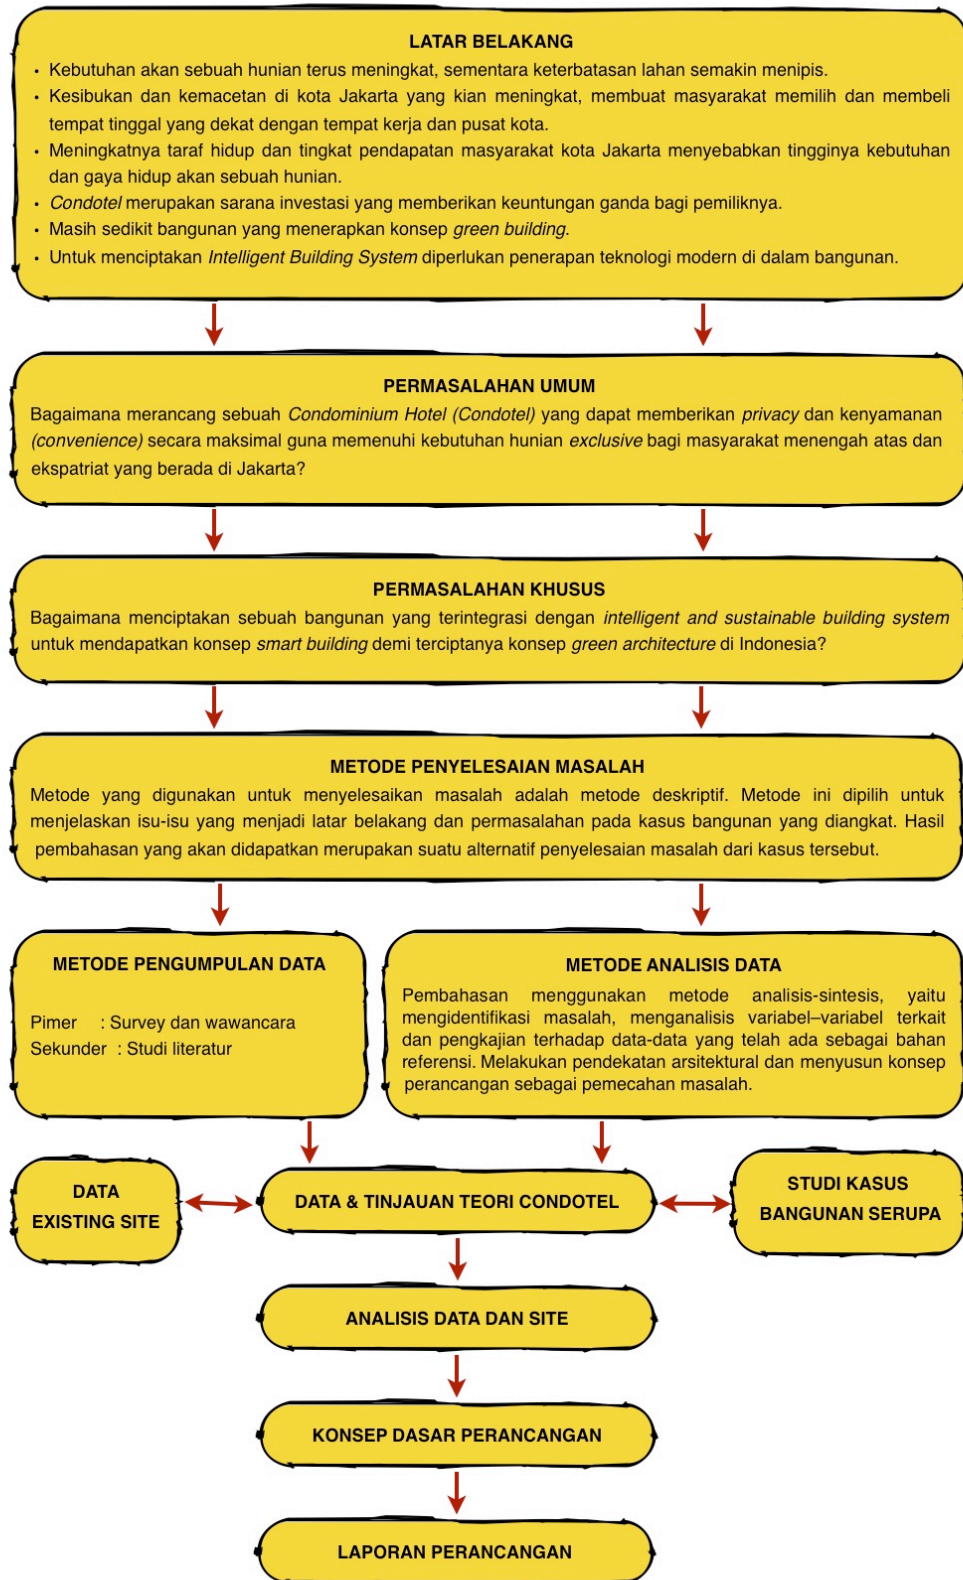 LATAR BELAKANG
• Kebutuhan akan sebuah hunian terus meningkat, sementara keterbatasan lahan semakin menipis.
• Kesibukan dan kemacetan di kota Jakarta yang kian meningkat, membuat masyarakat memilih dan membeli
tempat tinggal yang dekat dengan tempat kerja dan pusat kota.
• Meningkatnya taraf hidup dan tingkat pendapatan masyarakat kota Jakarta menyebabkan tingginya kebutuhan
dan gaya hidup akan sebuah hunian.
• Condotel merupakan sarana investasi yang memberikan keuntungan ganda bagi pemiliknya.
• Masih sedikit bangunan yang menerapkan konsep green building.
• Untuk menciptakan Intelligent Building System diperlukan penerapan teknologi modern di dalam bangunan.
PERMASALAHAN UMUM
Bagaimana merancang sebuah Condominium Hotel (Condotel) yang dapat memberikan privacy dan kenyamanan
(convenience) secara maksimal guna memenuhi kebutuhan hunian exclusive bagi masyarakat menengah atas dan
ekspatriat yang berada di Jakarta?
PERMASALAHAN KHUSUS
Bagaimana menciptakan sebuah bangunan yang terintegrasi dengan intelligent and sustainable building system
untuk mendapatkan konsep smart building demi terciptanya konsep green architecture di Indonesia?
METODE PENYELESAIAN MASALAH
Metode yang digunakan untuk menyelesaikan masalah adalah metode deskriptif. Metode ini dipilih untuk
menjelaskan isu-isu yang menjadi latar belakang dan permasalahan pada kasus bangunan yang diangkat. Hasil
pembahasan yang akan didapatkan merupakan suatu alternatif penyelesaian masalah dari kasus tersebut.
METODE PENGUMPULAN DATA
Pimer : Survey dan wawancara
Sekunder : Studi literatur
METODE ANALISIS DATA
Pembahasan menggunakan metode analisis-sintesis, yaitu
mengidentifikasi masalah, menganalisis variabel–variabel terkait
dan pengkajian terhadap data-data yang telah ada sebagai bahan
referensi. Melakukan pendekatan arsitektural dan menyusun konsep
perancangan sebagai pemecahan masalah.
DATA
EXISTING SITE
DATA & TINJAUAN TEORI CONDOTEL
STUDI KASUS
BANGUNAN SERUPA
ANALISIS DATA DAN SITE
KONSEP DASAR PERANCANGAN
LAPORAN PERANCANGAN